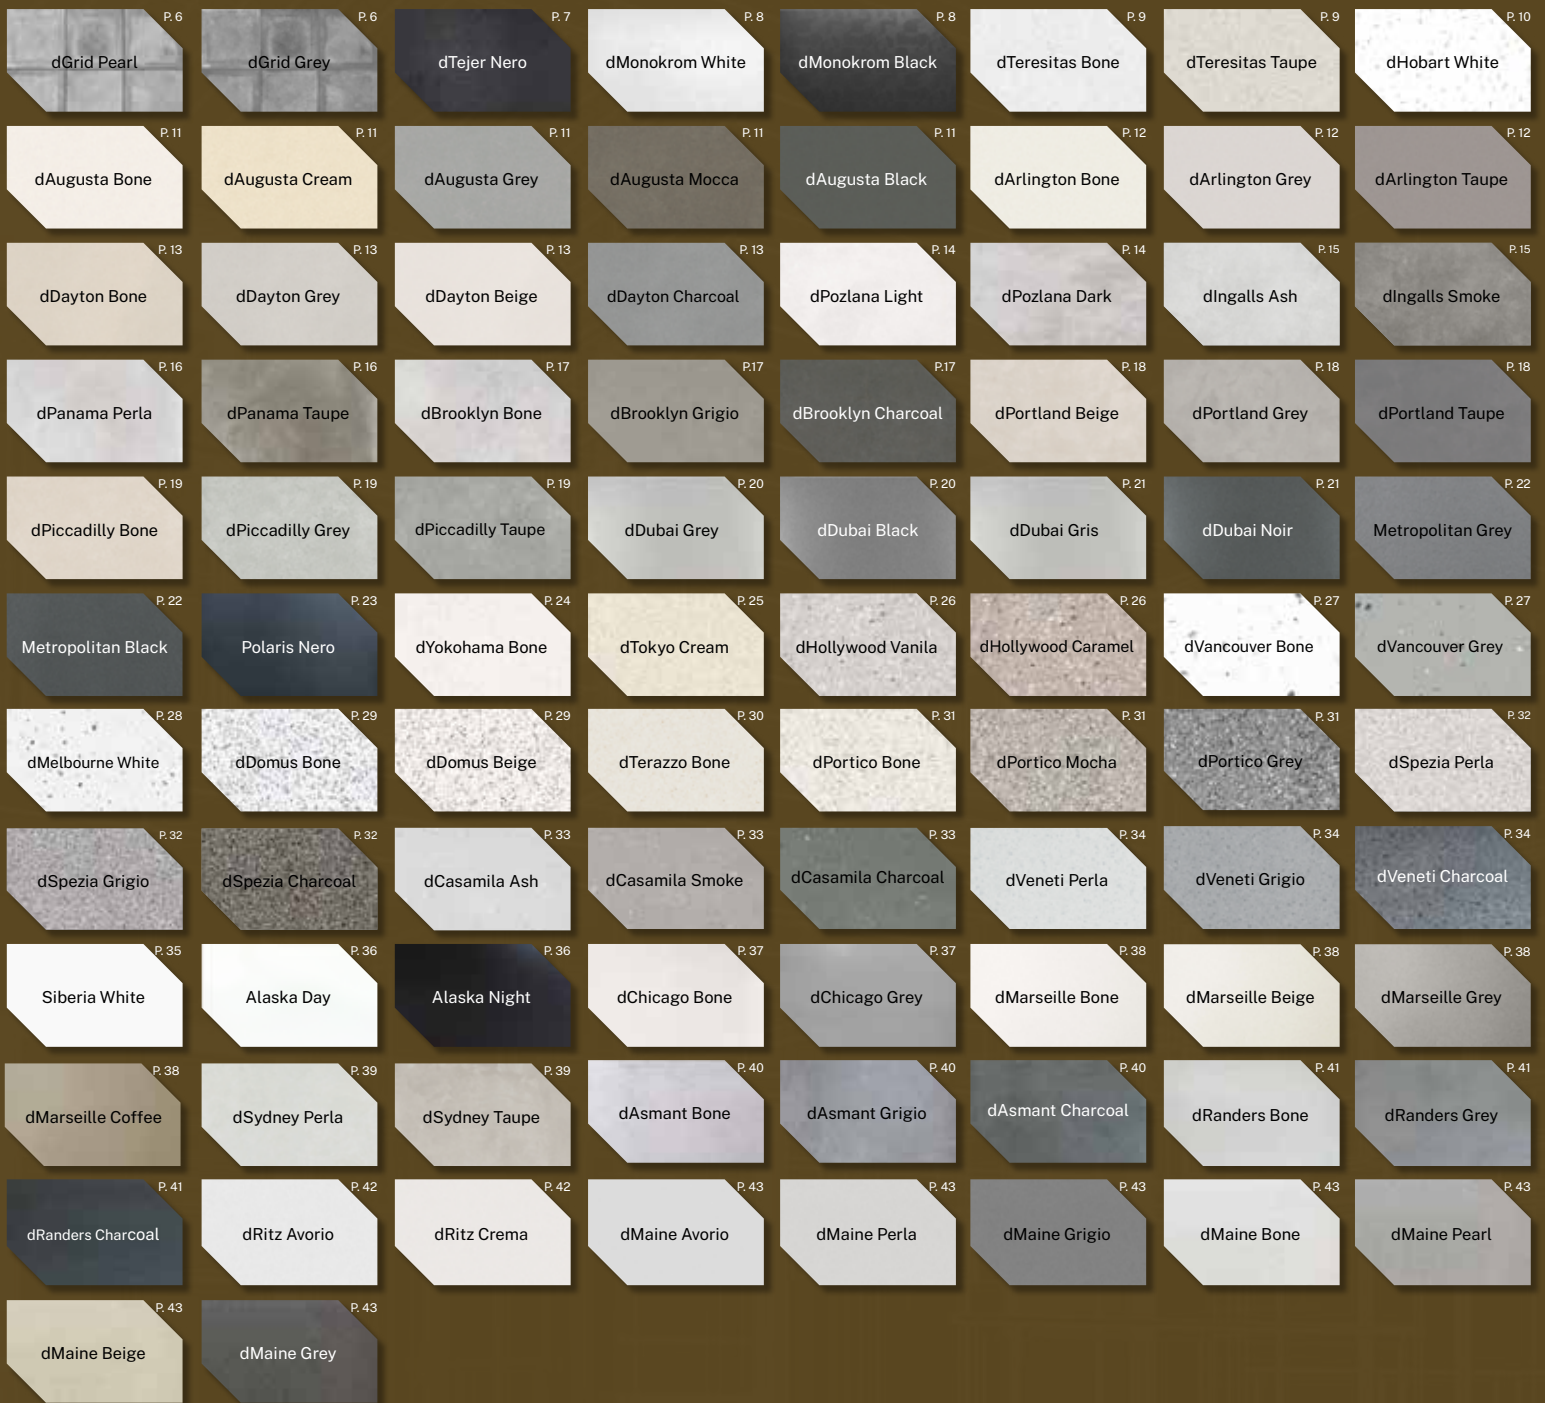 P. 6
dGrid Pearl
P. 6
dGrid Grey
P. 7
dTejer Nero
P. 8
dMonokrom White
P. 8
dMonokrom Black
P. 9
dTeresitas Bone
P. 9
dTeresitas Taupe
P. 10
dHobart White
P. 11
dAugusta Bone
P. 11
dAugusta Cream
P. 11
dAugusta Grey
P. 11
dAugusta Mocca
P. 11
dAugusta Black
P. 12
dArlington Bone
P. 12
dArlington Grey
P. 12
dArlington Taupe
P. 13
dDayton Bone
P. 13
dDayton Grey
P. 13
dDayton Beige
P. 13
dDayton Charcoal
P. 14
dPozlana Light
P. 14
dPozlana Dark
P. 15
dIngalls Ash
P. 15
dIngalls Smoke
P. 16
dPanama Perla
P. 16
dPanama Taupe
P. 17
dBrooklyn Bone
P.17
dBrooklyn Grigio
P.17
dBrooklyn Charcoal
P. 18
dPortland Beige
P. 18
dPortland Grey
P. 18
dPortland Taupe
P. 19
dPiccadilly Bone
P. 19
dPiccadilly Grey
P. 19
dPiccadilly Taupe
P. 20
dDubai Grey
P. 20
dDubai Black
P. 21
dDubai Gris
P. 21
dDubai Noir
P. 22
Metropolitan Grey
P. 22
Metropolitan Black
P. 23
Polaris Nero
P. 24
dYokohama Bone
P. 25
dTokyo Cream
P. 26
dHollywood Vanila
P. 26
dHollywood Caramel
P. 27
dVancouver Bone
P. 27
dVancouver Grey
P. 28
dMelbourne White
P. 29
dDomus Bone
P. 29
dDomus Beige
P. 30
dTerazzo Bone
P. 31
dPortico Bone
P. 31
dPortico Mocha
P. 31
dPortico Grey
P. 32
dSpezia Perla
P. 32
dSpezia Grigio
P. 32
dSpezia Charcoal
P. 33
dCasamila Ash
P. 33
dCasamila Smoke
P. 33
dCasamila Charcoal
P. 34
dVeneti Perla
P. 34
dVeneti Grigio
P. 34
dVeneti Charcoal
P. 35
Siberia White
P. 36
Alaska Day
P. 36
Alaska Night
P. 37
dChicago Bone
P. 37
dChicago Grey
P. 38
dMarseille Bone
P. 38
dMarseille Beige
P. 38
dMarseille Grey
P. 38
dMarseille Coffee
P. 39
dSydney Perla
P. 39
dSydney Taupe
P. 40
dAsmant Bone
P. 40
dAsmant Grigio
P. 40
dAsmant Charcoal
P. 41
dRanders Bone
P. 41
dRanders Grey
P. 41
dRanders Charcoal
P. 42
dRitz Avorio
P. 42
dRitz Crema
P. 43
dMaine Avorio
P. 43
dMaine Perla
P. 43
dMaine Grigio
P. 43
dMaine Bone
P. 43
dMaine Pearl
P. 43
dMaine Beige
P. 43
dMaine Grey